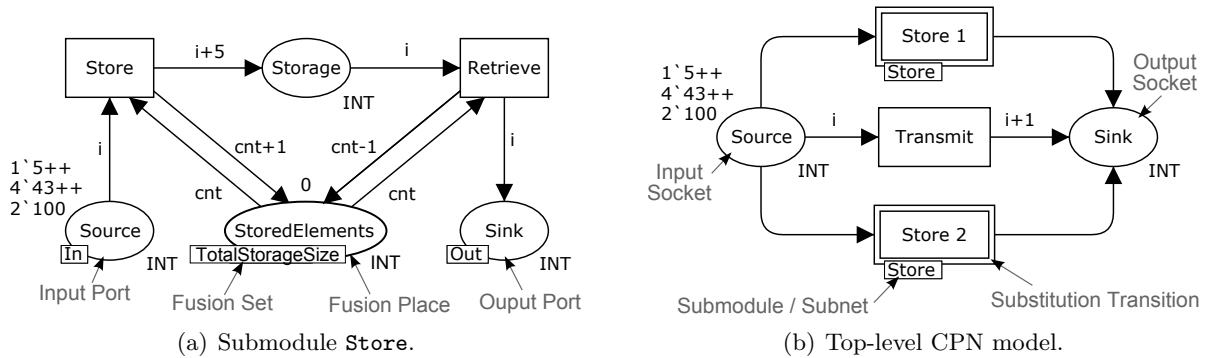 Store
i+5
Storage
INT
i
Retrieve
i
1`5++
4`43++
2`100
cnt+1
cnt
0
cnt-1
cnt
i
Source
In
INT
StoredElements
TotalStorageSize
INT
Sink
Out
INT
Input Port
Fusion Set
Fusion Place
Ouput Port
(a) Submodule Store.
Store 1
Store
1`5++
4`43++
2`100
Output
Socket
Source
INT
i
Transmit
i+1
Sink
INT
Input
Socket
Store 2
Store
Submodule / Subnet
Substitution Transition
(b) Top-level CPN model.